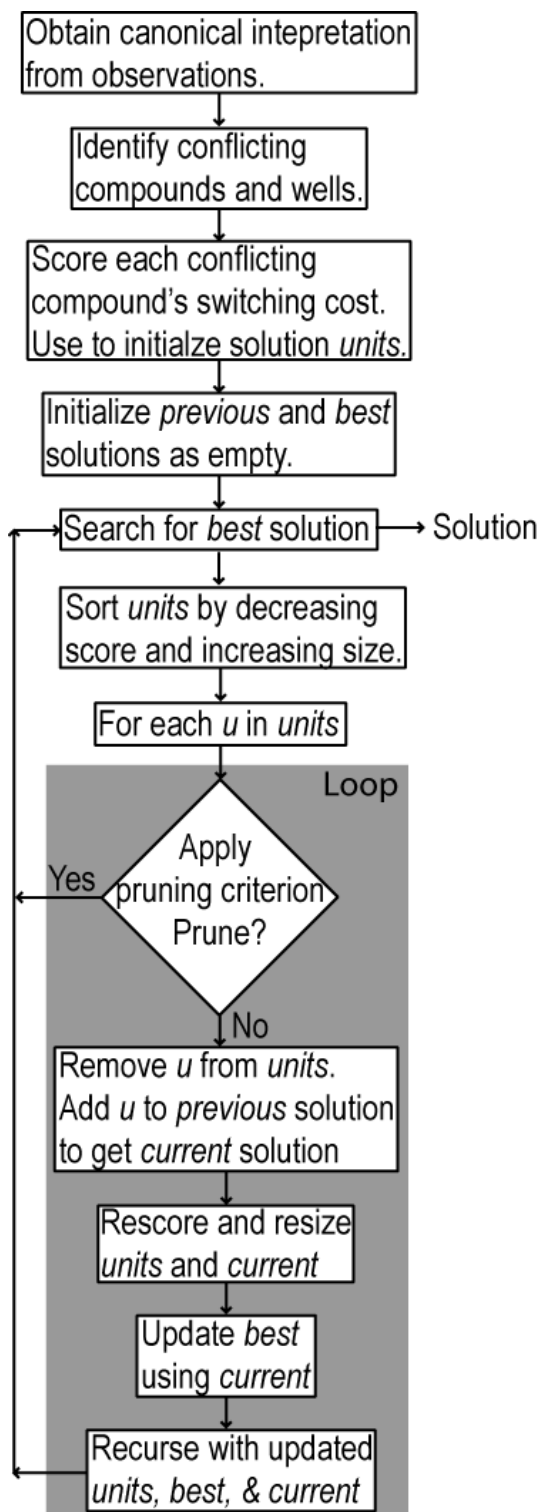 Obtain canonical intepretation
from observations.
Identify conflicting
compounds and wells.
Score each conflicting
compound's switching cost.
Use to initialze solution units.
Initialize previous and best
solutions as empty.
Search for best solution
Solution
Sort units by decreasing
score and increasing size.
For each u in units
Loop
Apply
pruning criterion
Prune?
Yes
No
Remove u from units.
Add u to previous solution
to get current solution
Rescore and resize
units and current
Update best
using current
Recurse with updated
units, best, & current